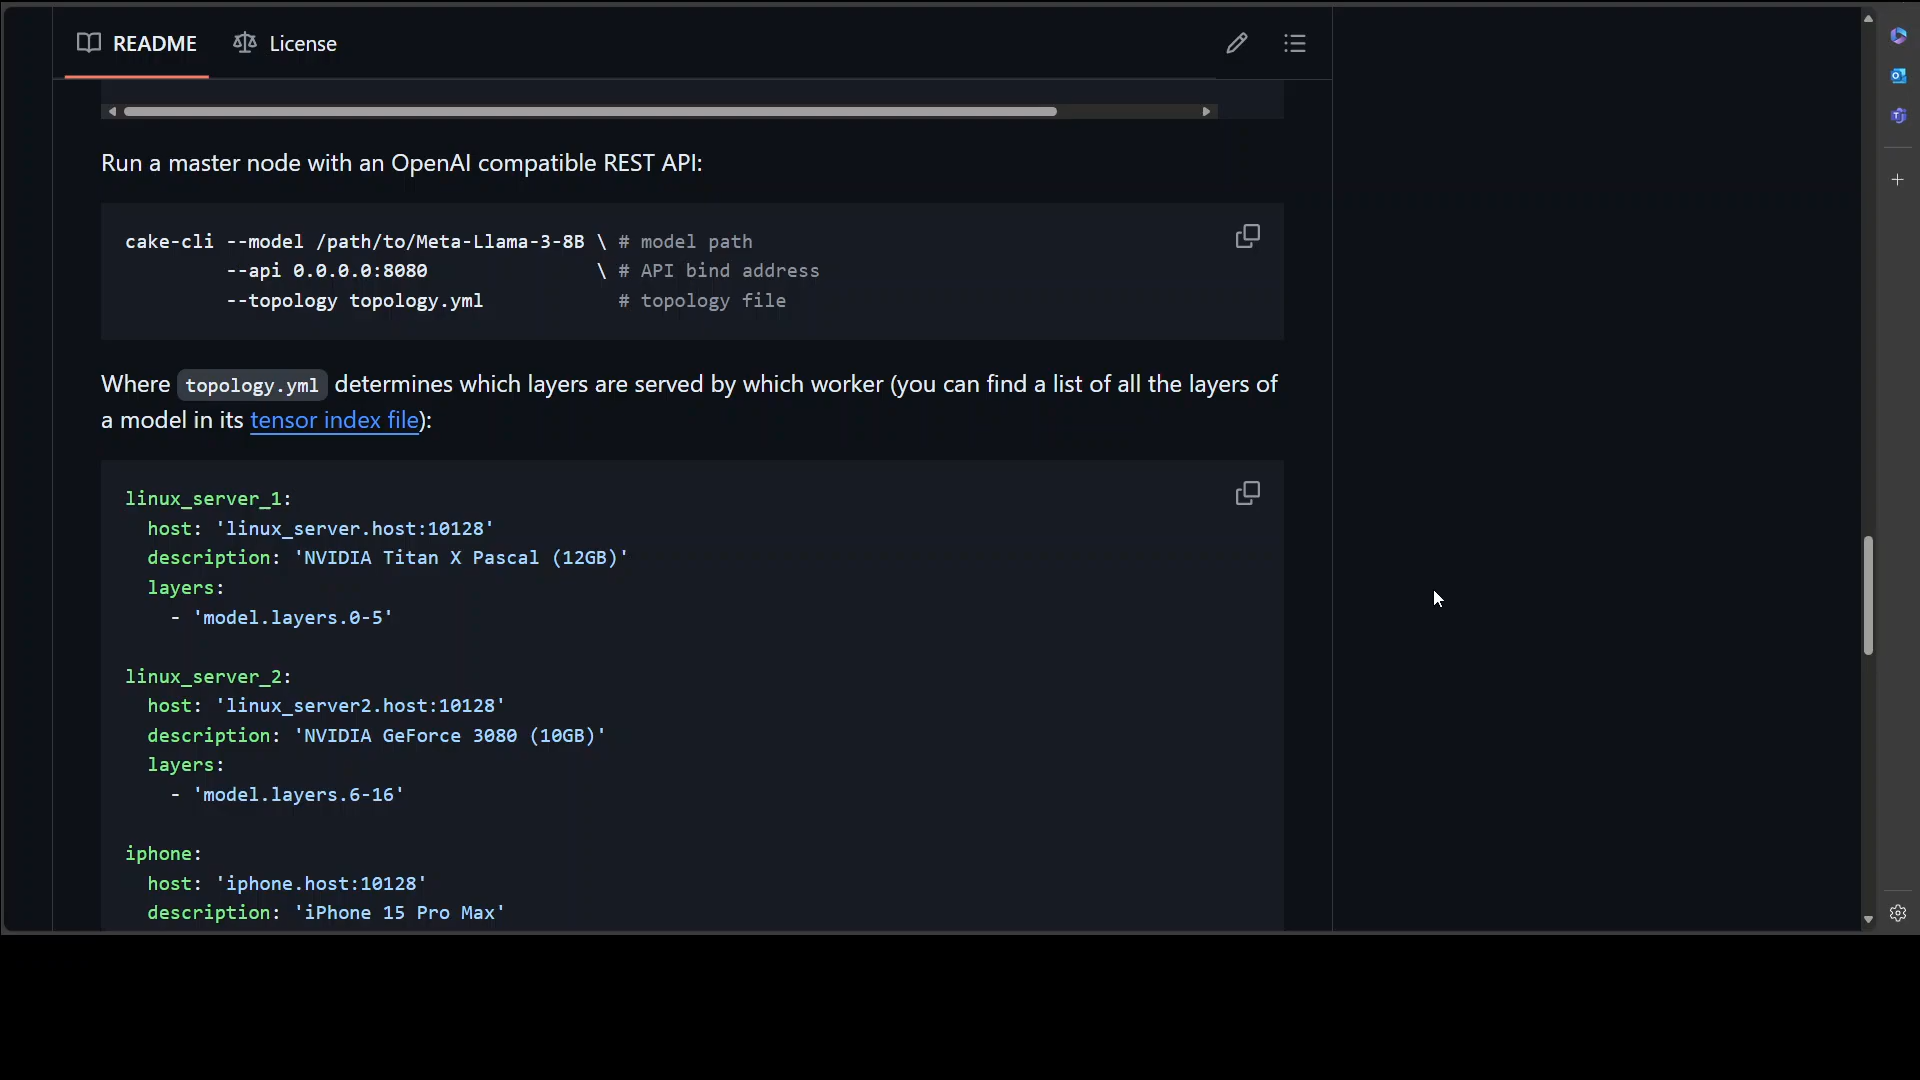 README License
Run a master node with an OpenAI compatible REST API:
cake-cli --model /path/to/Meta-Llama-3-8B \ # model path
--api 0.0.0.0:8080 \ # API bind address
--topology topology.yml # topology file
Where topology.yml determines which layers are served by which worker (you can find a list of all the layers of
a model in its tensor index file):
linux_server_1:
host: 'linux_server.host:10128'
description: 'NVIDIA Titan X Pascal (12GB)'
layers:
- 'model.layers.0-5'
linux_server_2:
host: 'linux_server2.host:10128'
description: 'NVIDIA GeForce 3080 (10GB)'
layers:
- 'model.layers.6-16'
iphone:
host: 'iphone.host:10128'
description: 'iPhone 15 Pro Max'